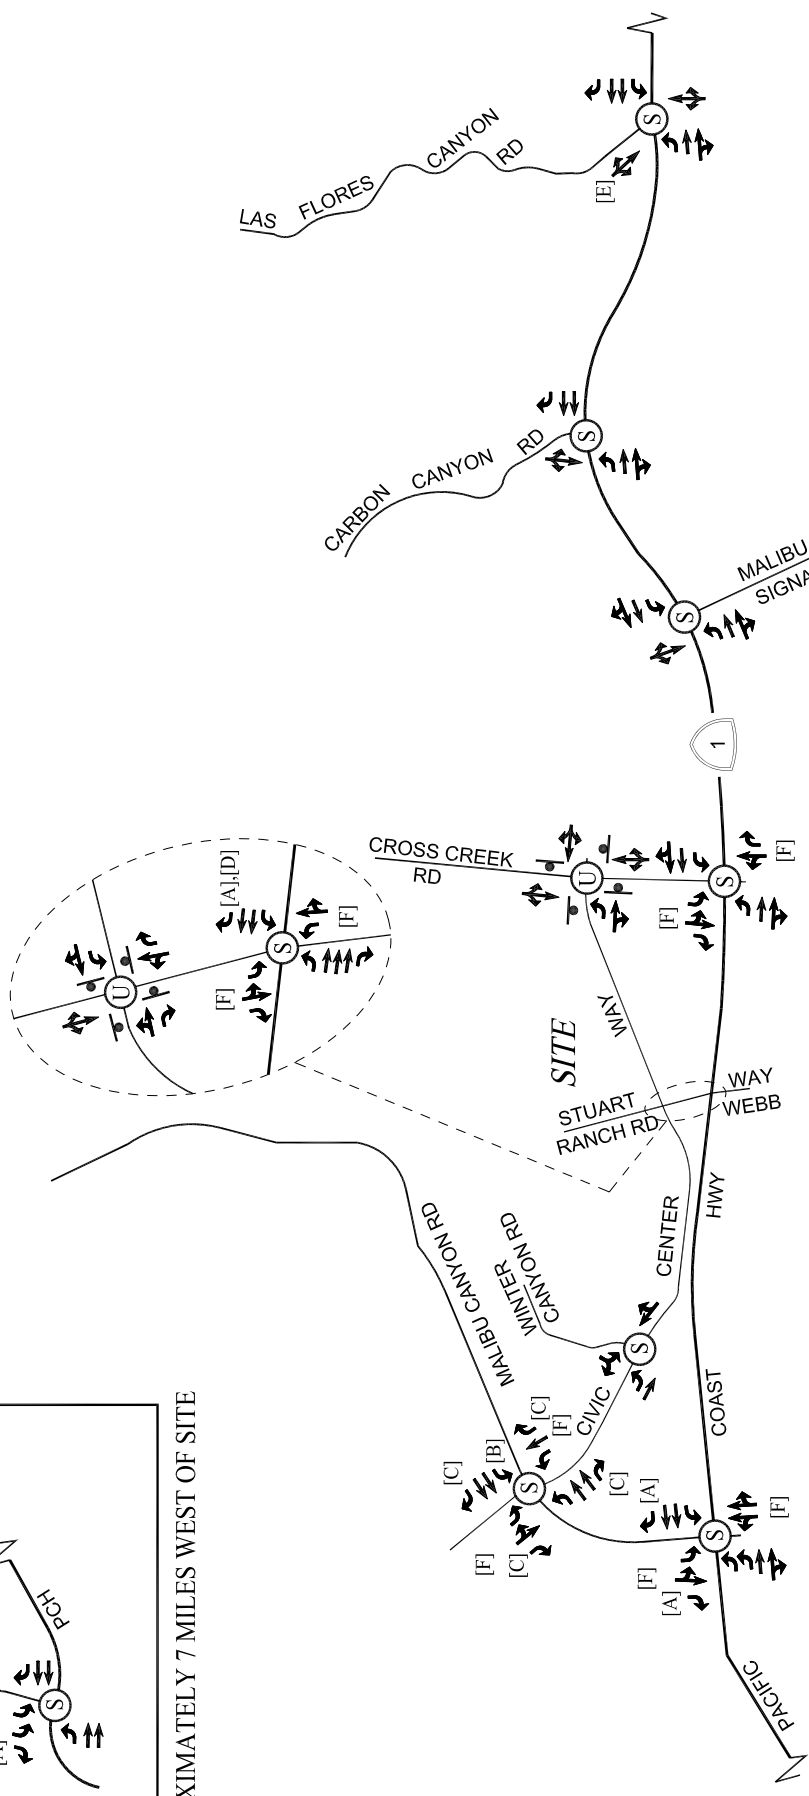 LAS FLORES CANYON RD
[E]
S
CARBON CANYON RD
S
MALIBU
SIGNA
S
1
CROSS CREEK
RD
U
[F]
S
[F]
U
[A],[D]
[F]
S
[F]
SITE
STUART
RANCH RD
WAY
WEBB
CIVIC CENTER WAY
WINTER
CANYON RD
S
MALIBU CANYON RD
[C]
[B]
[C]
[F]
S
[F]
[C]
[C]
[A]
[F]
[A]
S
[F]
PACIFIC COAST HWY
PCH
S
XIMATELY 7 MILES WEST OF SITE